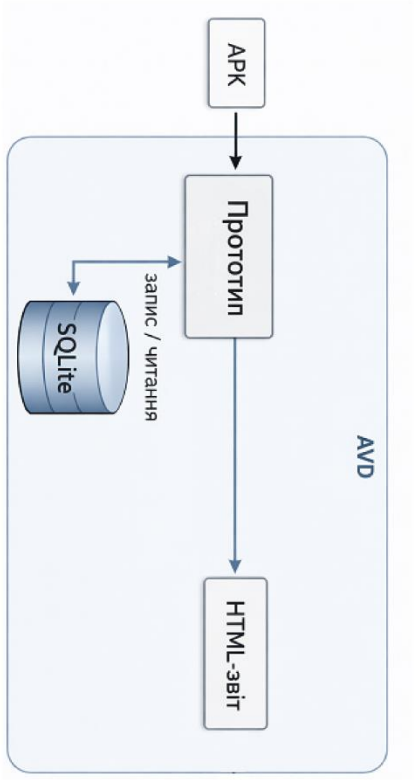 AVD
APK
Прототип
HTML-звіт
запис / читання
SQLite